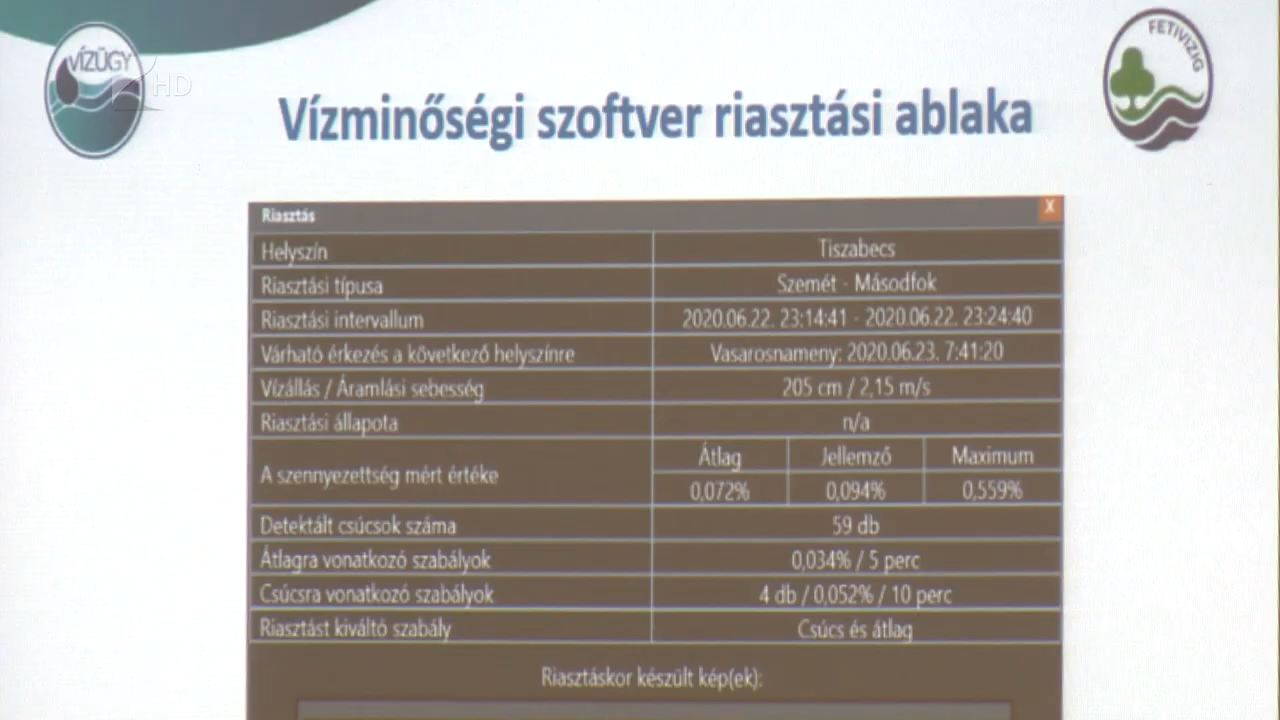 VÍZÜGY
HD
FETIVIZIG
Vízminőségi szoftver riasztási ablaka
Riasztás X
Helyszín Tiszabecs
Riasztási típusa Szemét - Másodfok
Riasztási intervallum 2020.06.22. 23:14:41 - 2020.06.22. 23:24:40
Várható érkezés a következő helyszínre Vasarosnameny: 2020.06.23. 7:41:20
Vízállás / Áramlási sebesség 205 cm / 2,15 m/s
Riasztási állapota n/a
A szennyezettség mért értéke Átlag Jellemző Maximum
0,072% 0,094% 0,559%
Detektált csúcsok száma 59 db
Átlagra vonatkozó szabályok 0,034% / 5 perc
Csúcsra vonatkozó szabályok 4 db / 0,052% / 10 perc
Riasztást kiváltó szabály Csúcs és átlag
Riasztáskor készült kép(ek):